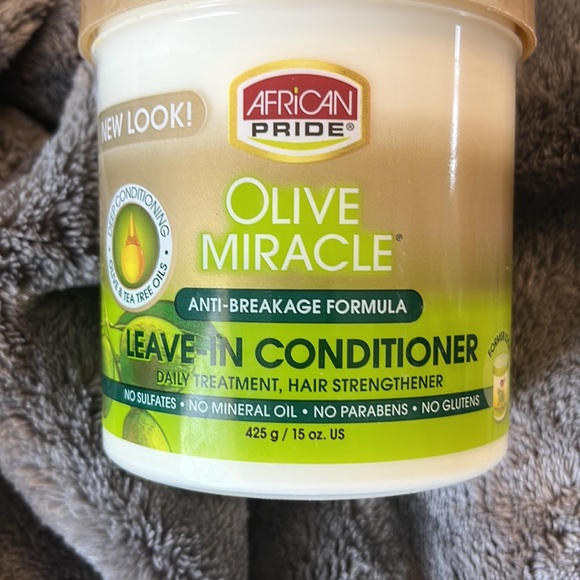 NEW LOOK!
AFRICAN
PRIDE®
DEEP CONDITIONING
• OLIVE & TEA TREE OILS •
OLIVE
MIRACLE®
ANTI-BREAKAGE FORMULA
LEAVE-IN CONDITIONER
DAILY TREATMENT, HAIR STRENGTHENER
NO SULFATES • NO MINERAL OIL • NO PARABENS • NO GLUTENS
425 g / 15 oz. US